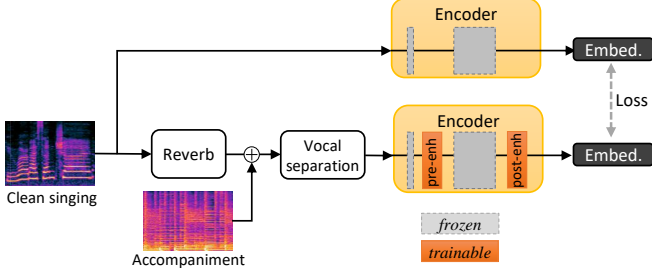 Encoder
Embed.
Loss
Encoder
pre-enh
post-enh
Embed.
Reverb
Vocal
separation
Clean singing
Accompaniment
frozen
trainable